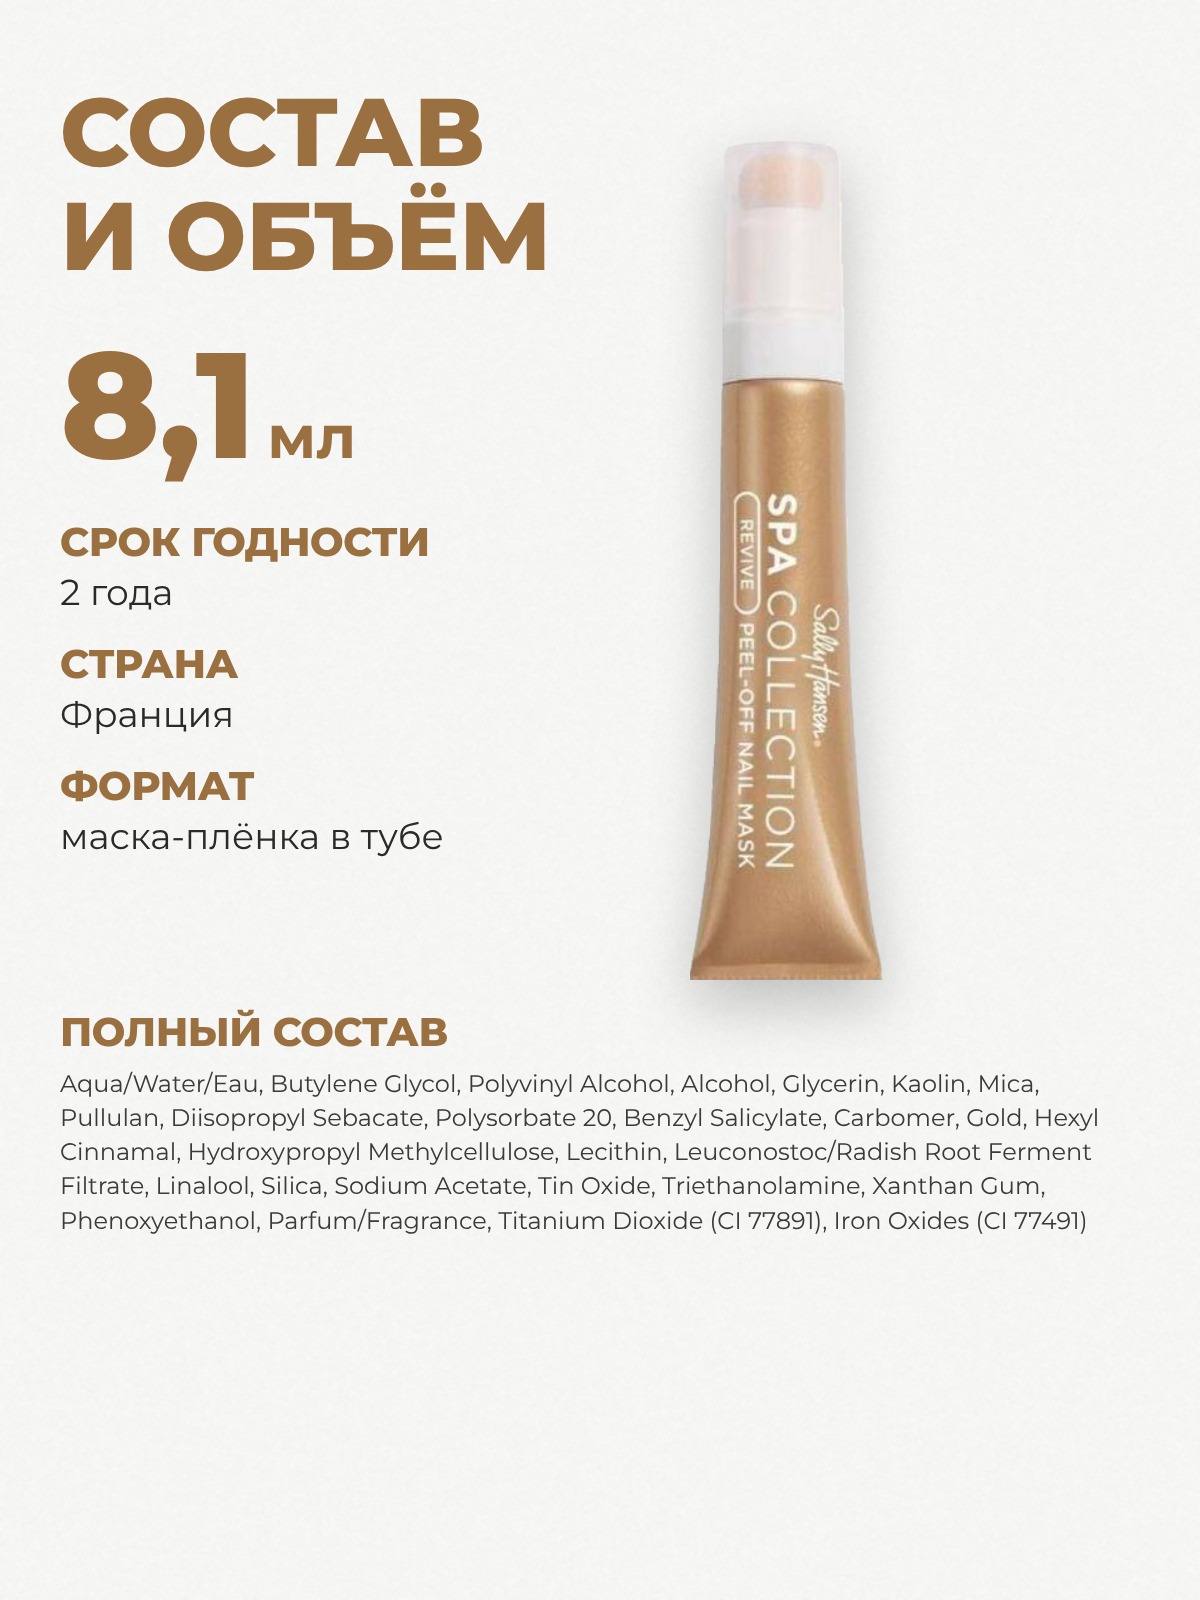 СОСТАВ
И ОБЪЁМ
8,1 мл
СРОК ГОДНОСТИ
2 года
СТРАНА
Франция
ФОРМАТ
маска-плёнка в тубе
Sally Hansen®
SPA COLLECTION
REVIVE PEEL-OFF NAIL MASK
ПОЛНЫЙ СОСТАВ
Aqua/Water/Eau, Butylene Glycol, Polyvinyl Alcohol, Alcohol, Glycerin, Kaolin, Mica,
Pullulan, Diisopropyl Sebacate, Polysorbate 20, Benzyl Salicylate, Carbomer, Gold, Hexyl
Cinnamal, Hydroxypropyl Methylcellulose, Lecithin, Leuconostoc/Radish Root Ferment
Filtrate, Linalool, Silica, Sodium Acetate, Tin Oxide, Triethanolamine, Xanthan Gum,
Phenoxyethanol, Parfum/Fragrance, Titanium Dioxide (CI 77891), Iron Oxides (CI 77491)